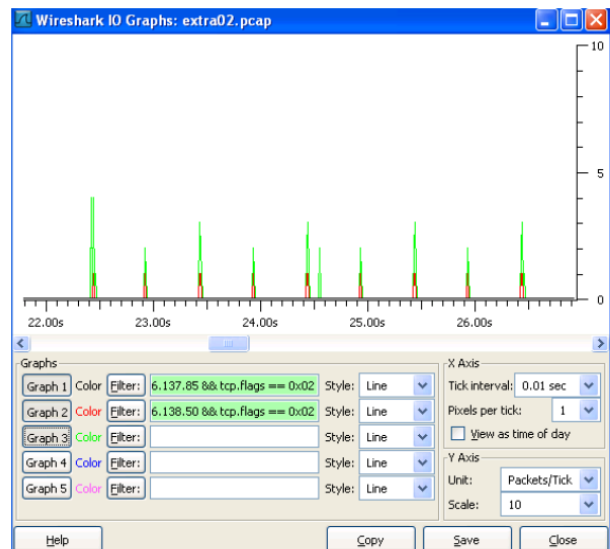 Wireshark IO Graphs: extra02.pcap
10
5
0
22.00s 23.00s 24.00s 25.00s 26.00s
Graphs
Graph 1 Color Filter: 6.137.85 && tcp.flags == 0x02 Style: Line
Graph 2 Color Filter: 6.138.50 && tcp.flags == 0x02 Style: Line
Graph 3 Color Filter: Style: Line
Graph 4 Color Filter: Style: Line
Graph 5 Color Filter: Style: Line
X Axis
Tick interval: 0.01 sec
Pixels per tick: 1
View as time of day
Y Axis
Unit: Packets/Tick
Scale: 10
Help Copy Save Close